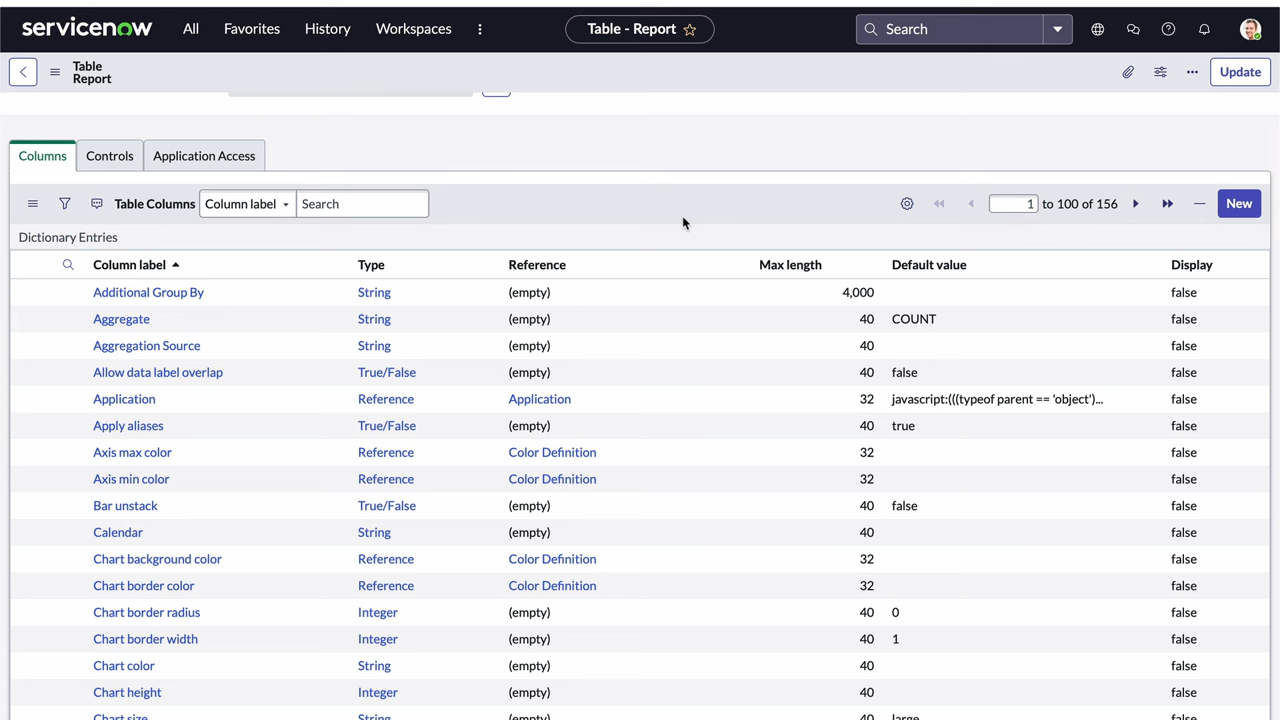 servicenow All Favorites History Workspaces Table - Report Search
Table
Report
Update
Columns Controls Application Access
Table Columns Column label Search 1 to 100 of 156 New
Dictionary Entries
Column label Type Reference Max length Default value Display
Additional Group By String (empty) 4,000 false
Aggregate String (empty) 40 COUNT false
Aggregation Source String (empty) 40 false
Allow data label overlap True/False (empty) 40 false false
Application Reference Application 32 javascript:(((typeof parent == 'object')... false
Apply aliases True/False (empty) 40 true false
Axis max color Reference Color Definition 32 false
Axis min color Reference Color Definition 32 false
Bar unstack True/False (empty) 40 false false
Calendar String (empty) 40 false
Chart background color Reference Color Definition 32 false
Chart border color Reference Color Definition 32 false
Chart border radius Integer (empty) 40 0 false
Chart border width Integer (empty) 40 1 false
Chart color String (empty) 40 false
Chart height Integer (empty) 40 false
Chart size String (empty) 40 large false